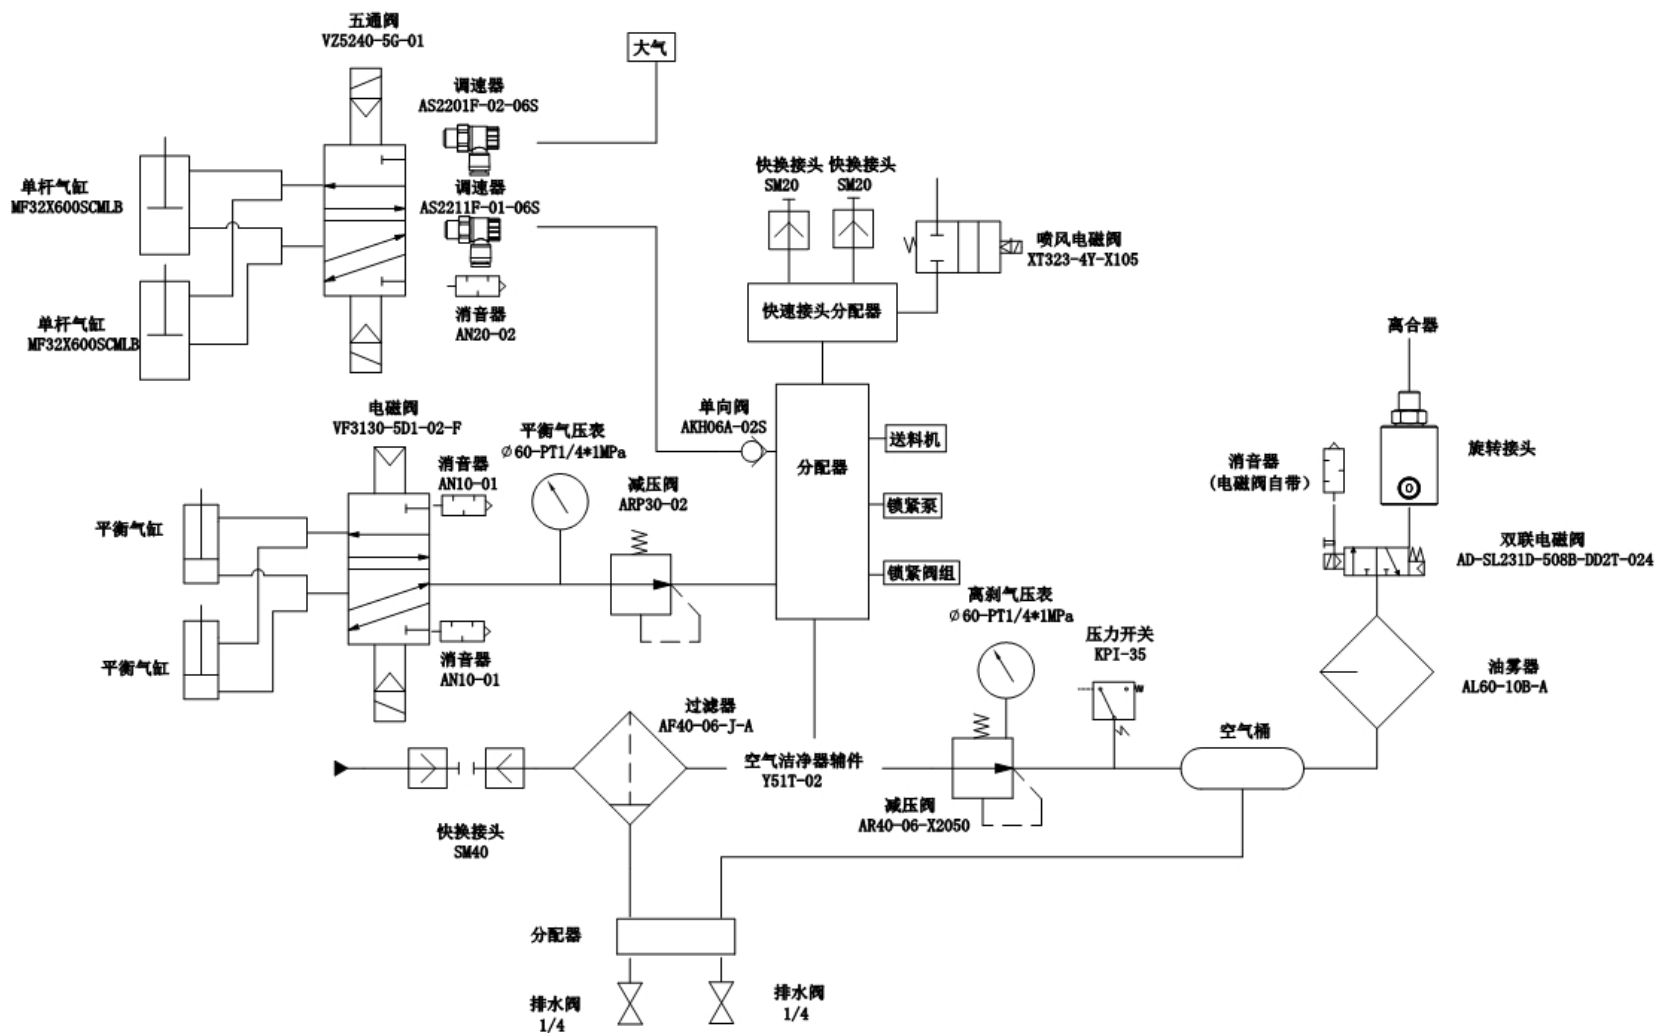 五通阀
VZ5240-5G-01
大气
调速器
AS2201F-02-06S
快换接头
SM20
快换接头
SM20
单杆气缸
MF32X600SCMLB
调速器
AS2211F-01-06S
喷风电磁阀
XT323-4Y-X105
快速接头分配器
消音器
AN20-02
单杆气缸
MF32X600SCMLB
离合器
电磁阀
VF3130-5D1-02-F
单向阀
AKH06A-02S
平衡气压表
∅60-PT1/4*1MPa
送料机
分配器
旋转接头
消音器
AN10-01
消音器
(电磁阀自带)
减压阀
ARP30-02
锁紧泵
平衡气缸
双联电磁阀
AD-SL231D-508B-DD2T-024
锁紧阀组
离刹气压表
∅60-PT1/4*1MPa
压力开关
KPI-35
平衡气缸
消音器
AN10-01
油雾器
AL60-10B-A
过滤器
AF40-06-J-A
空气桶
空气洁净器辅件
Y51T-02
减压阀
AR40-06-X2050
快换接头
SM40
分配器
排水阀
1/4
排水阀
1/4